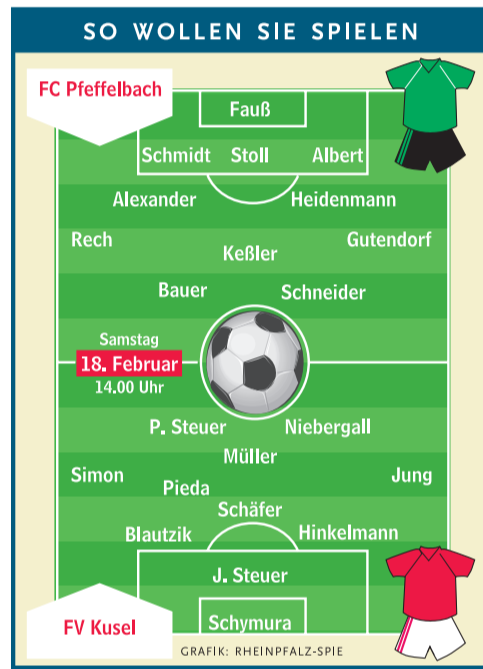 SO WOLLEN SIE SPIELEN
FC Pfeffelbach
Fauß
Schmidt Stoll Albert
Alexander Heidenmann
Rech Gutendorf
Keßler
Bauer Schneider
Samstag
18. Februar
14.00 Uhr
P. Steuer Niebergall
Müller
Simon Jung
Pieda
Schäfer
Blautzik Hinkelmann
J. Steuer
Schymura
FV Kusel
GRAFIK: RHEINPFALZ-SPIE